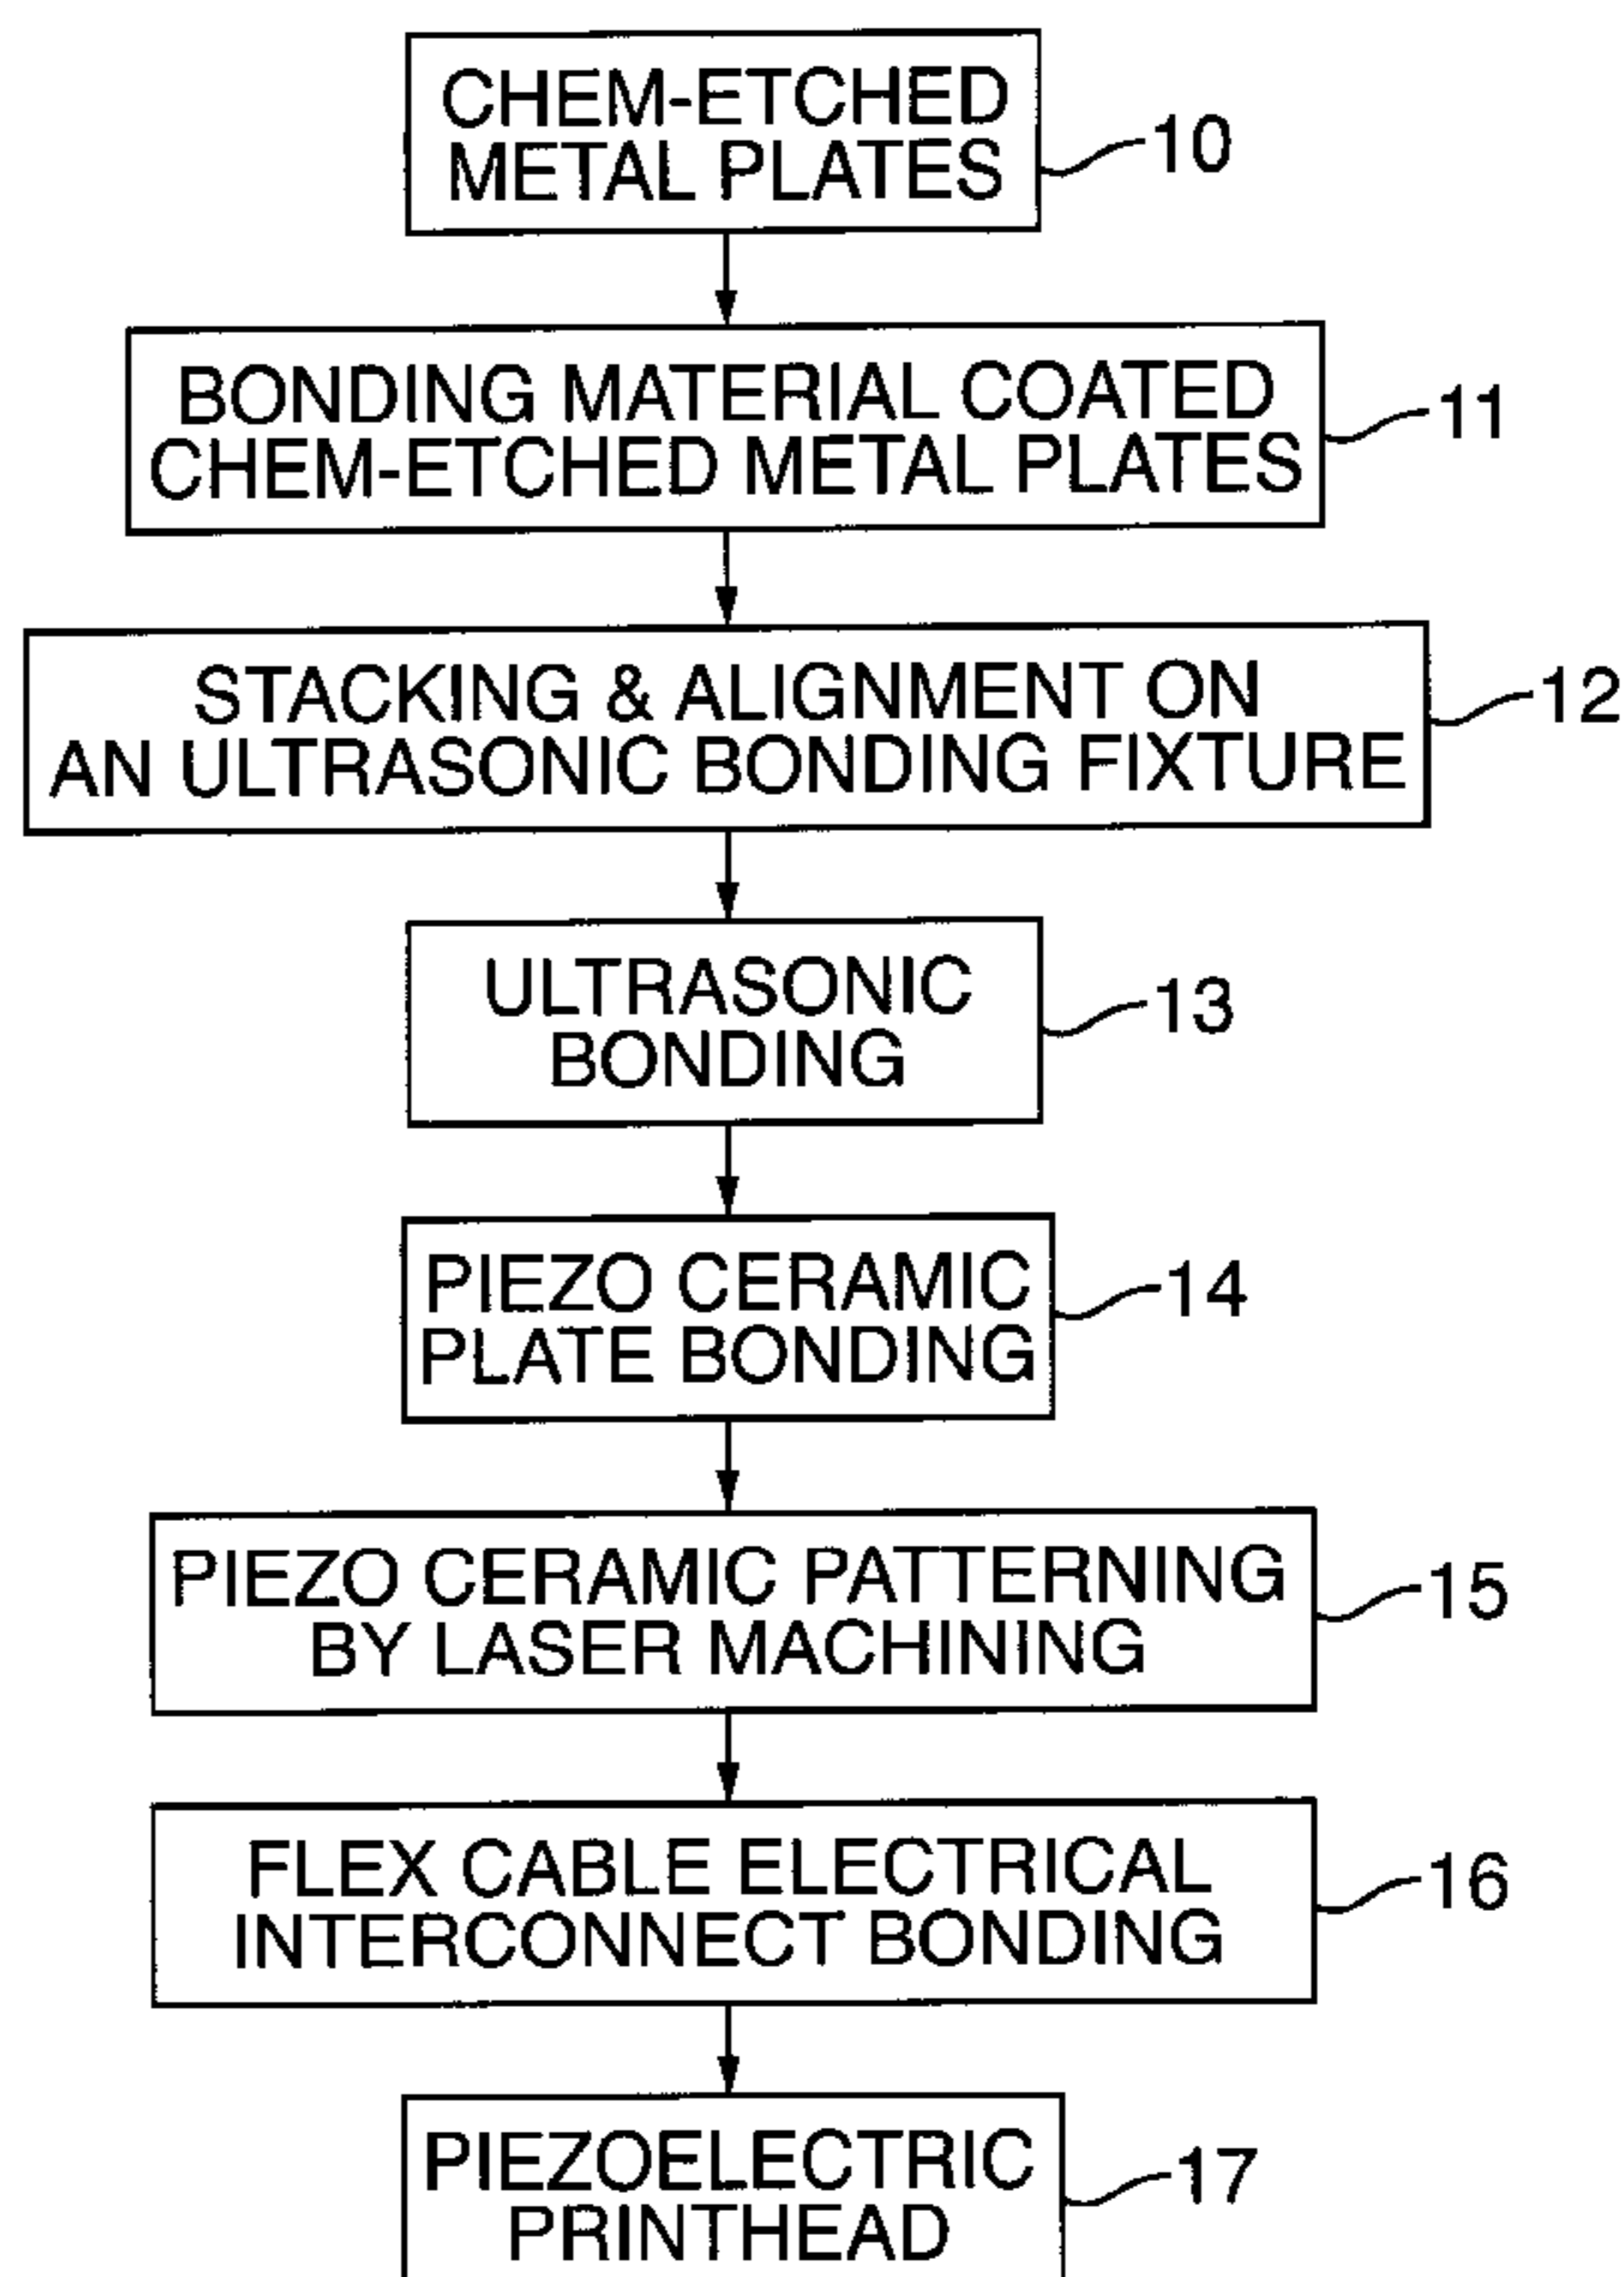 CHEM-ETCHED
METAL PLATES
10
BONDING MATERIAL COATED
CHEM-ETCHED METAL PLATES
11
STACKING & ALIGNMENT ON
AN ULTRASONIC BONDING FIXTURE
12
ULTRASONIC
BONDING
13
PIEZO CERAMIC
PLATE BONDING
14
PIEZO CERAMIC PATTERNING
BY LASER MACHINING
15
FLEX CABLE ELECTRICAL
INTERCONNECT BONDING
16
PIEZOELECTRIC
PRINTHEAD
17